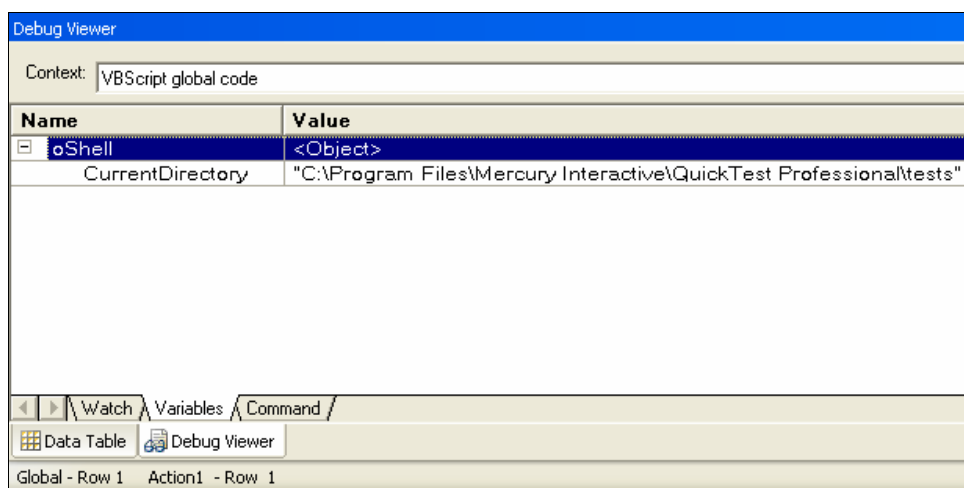 Debug Viewer
Context: VBScript global code
Name Value
oShell <Object>
CurrentDirectory "C:\Program Files\Mercury Interactive\QuickTest Professional\tests"
Watch Variables Command
Data Table Debug Viewer
Global - Row 1 Action1 - Row 1